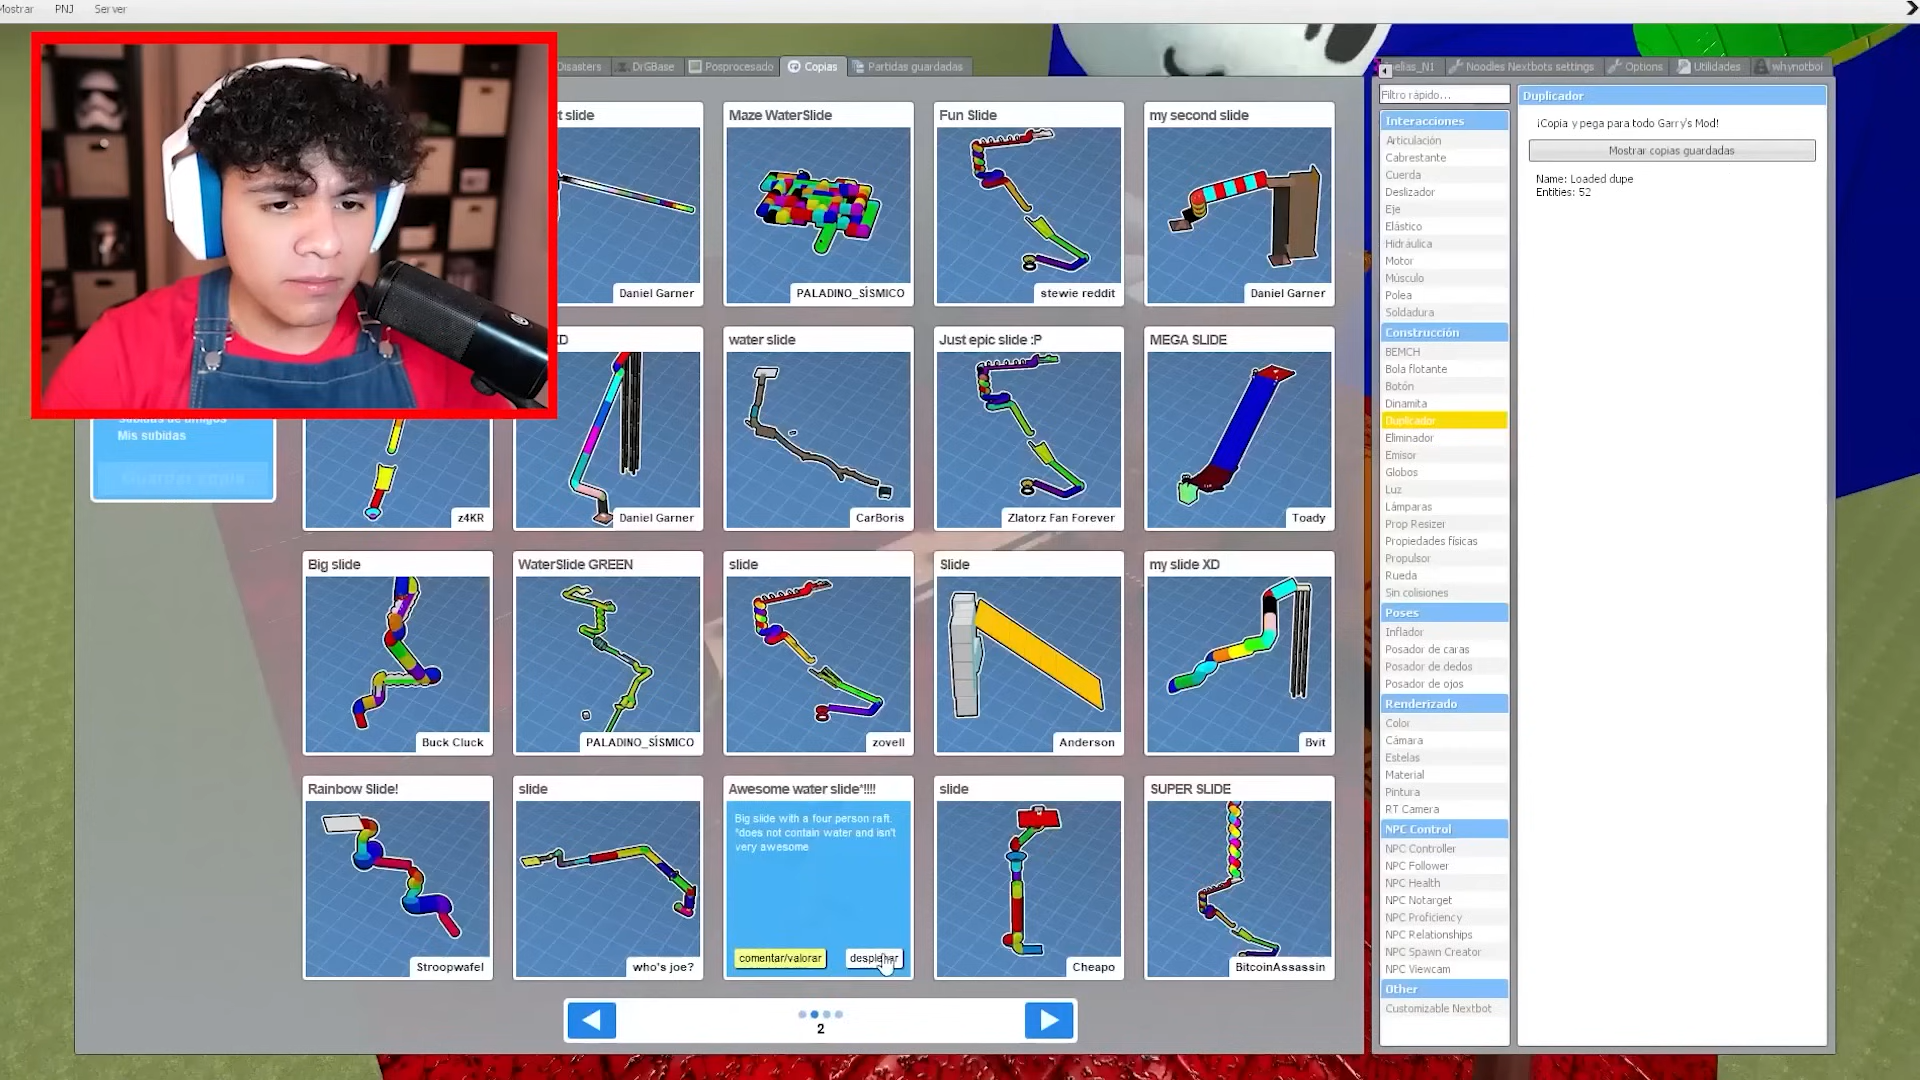 Mostrar PNJ Server
Disasters DrGBase Posprocesado Copias Partidas guardadas
Noodles Nextbots settings Options Utilidades whynotboi
t slide
Daniel Garner
Maze WaterSlide
PALADINO_SÍSMICO
Fun Slide
stewie reddit
my second slide
Daniel Garner
z4KR
Daniel Garner
water slide
CarBoris
Just epic slide :P
Zlatorz Fan Forever
MEGA SLIDE
Toady
Subidas de amigos
Mis subidas
Guardar copia
Big slide
Buck Cluck
WaterSlide GREEN
PALADINO_SÍSMICO
slide
zovell
Slide
Anderson
my slide XD
Bvit
Rainbow Slide!
Stroopwafel
slide
who's joe?
Awesome water slide*!!!!
Big slide with a four person raft.
*does not contain water and isn't
very awesome
comentar/valorar
desplegar
slide
Cheapo
SUPER SLIDE
BitcoinAssassin
2
Filtro rápido...
Interacciones
Articulación
Cabrestante
Cuerda
Deslizador
Eje
Elástico
Hidráulica
Motor
Músculo
Polea
Soldadura
Construcción
BEMCH
Bola flotante
Botón
Dinamita
Duplicador
Eliminador
Emisor
Globos
Luz
Lámparas
Prop Resizer
Propiedades físicas
Propulsor
Rueda
Sin colisiones
Poses
Inflador
Posador de caras
Posador de dedos
Posador de ojos
Renderizado
Color
Cámara
Estelas
Material
Pintura
RT Camera
NPC Control
NPC Controller
NPC Follower
NPC Health
NPC Notarget
NPC Proficiency
NPC Relationships
NPC Spawn Creator
NPC Viewcam
Other
Customizable Nextbot
Duplicador
¡Copia y pega para todo Garry's Mod!
Mostrar copias guardadas
Name: Loaded dupe
Entities: 52